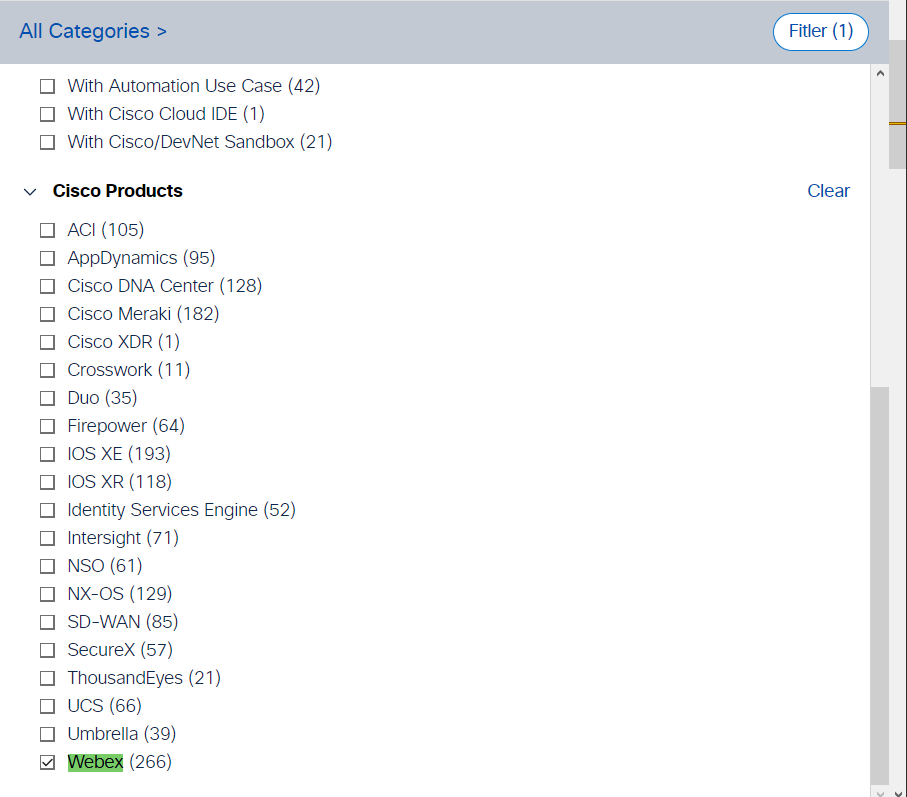 All Categories >
Fitler (1)
With Automation Use Case (42)
With Cisco Cloud IDE (1)
With Cisco/DevNet Sandbox (21)
Cisco Products
Clear
ACI (105)
AppDynamics (95)
Cisco DNA Center (128)
Cisco Meraki (182)
Cisco XDR (1)
Crosswork (11)
Duo (35)
Firepower (64)
IOS XE (193)
IOS XR (118)
Identity Services Engine (52)
Intersight (71)
NSO (61)
NX-OS (129)
SD-WAN (85)
SecureX (57)
ThousandEyes (21)
UCS (66)
Umbrella (39)
Webex (266)